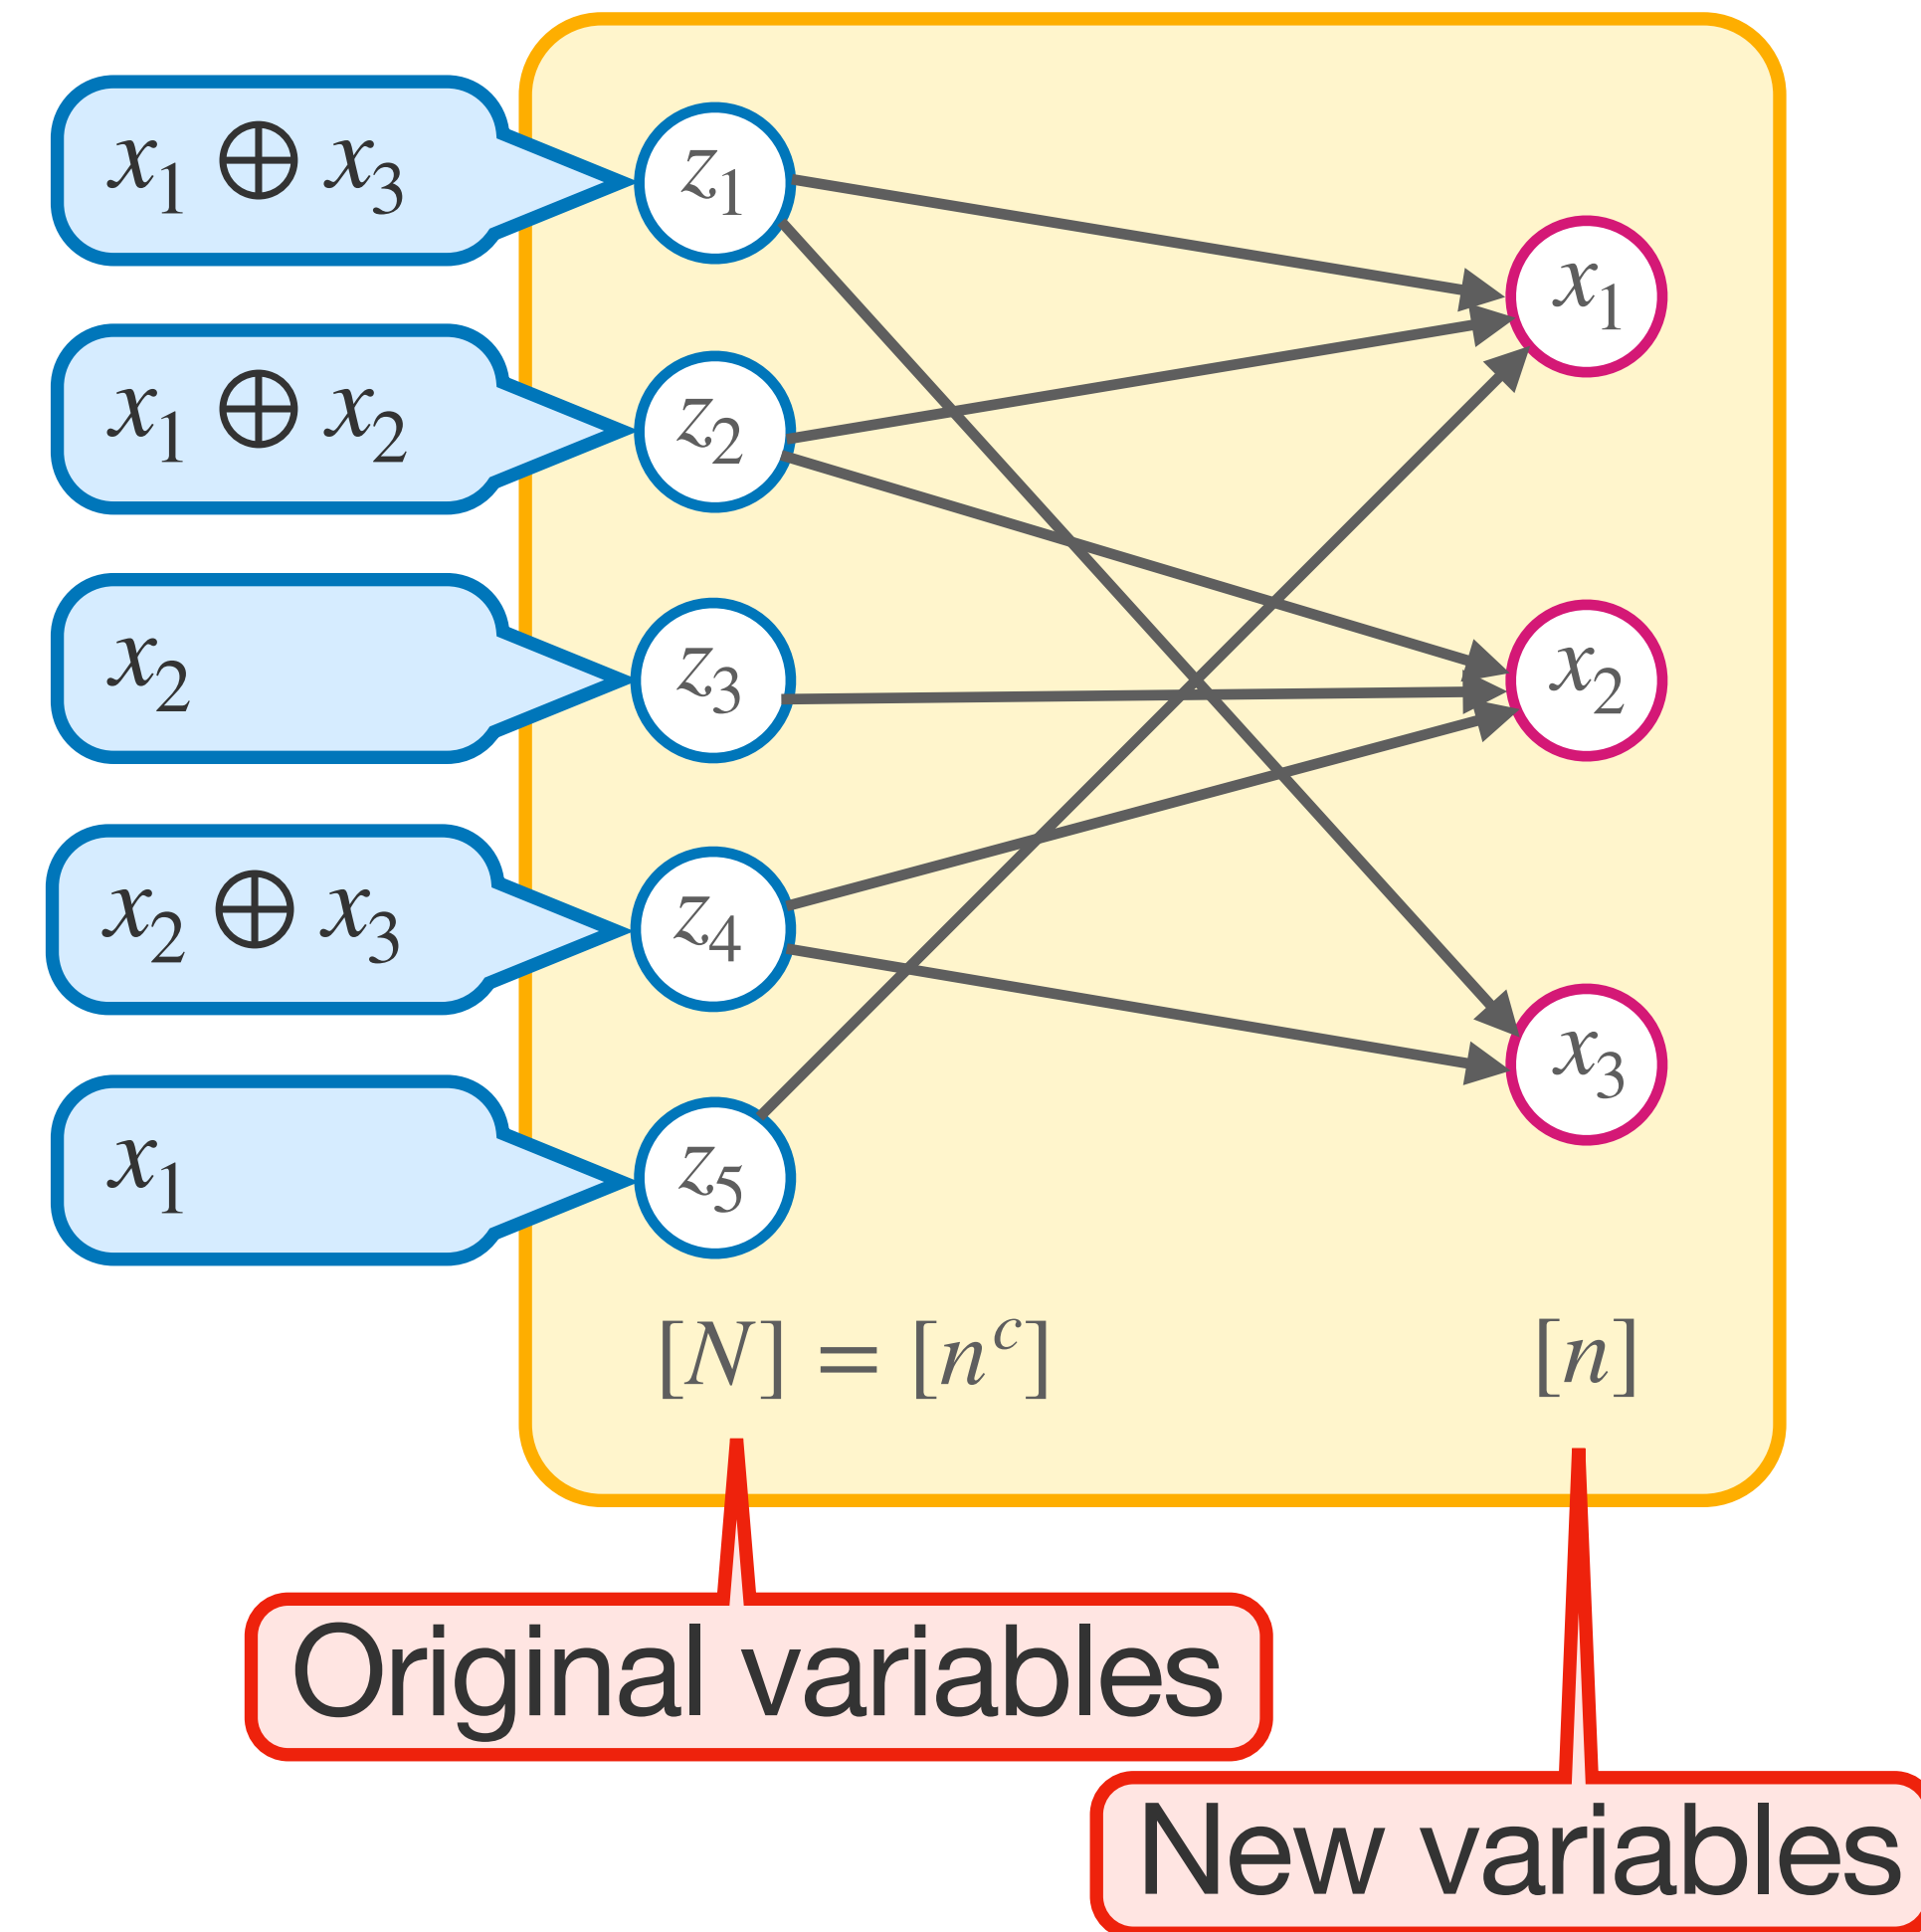 x₁ ⊕ x₃
z₁
x₁
x₁ ⊕ x₂
z₂
x₂
z₃
x₂
x₂ ⊕ x₃
z₄
x₃
x₁
z₅
[N] = [nᶜ]
[n]
Original variables
New variables